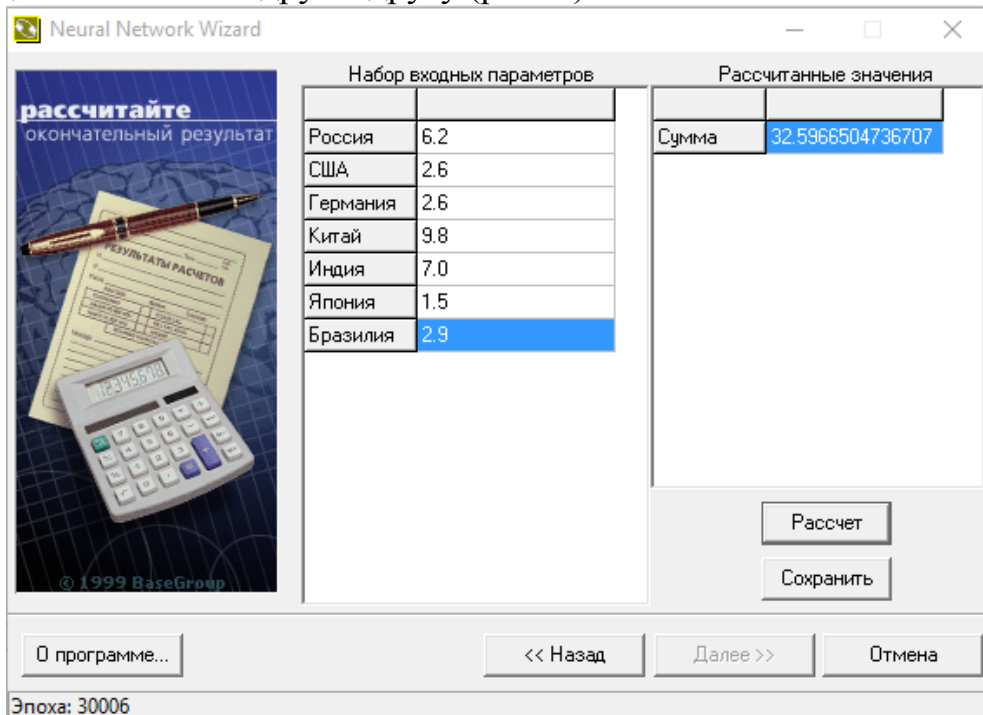 Neural Network Wizard
рассчитайте
окончательный результат
РЕЗУЛЬТАТЫ РАСЧЕТОВ
12345678
© 1999 BaseGroup
Набор входных параметров
Россия 6.2
США 2.6
Германия 2.6
Китай 9.8
Индия 7.0
Япония 1.5
Бразилия 2.9
Рассчитанные значения
Сумма 32.5966504736707
Рассчет
Сохранить
О программе...
<< Назад
Далее >>
Отмена
Эпоха: 30006